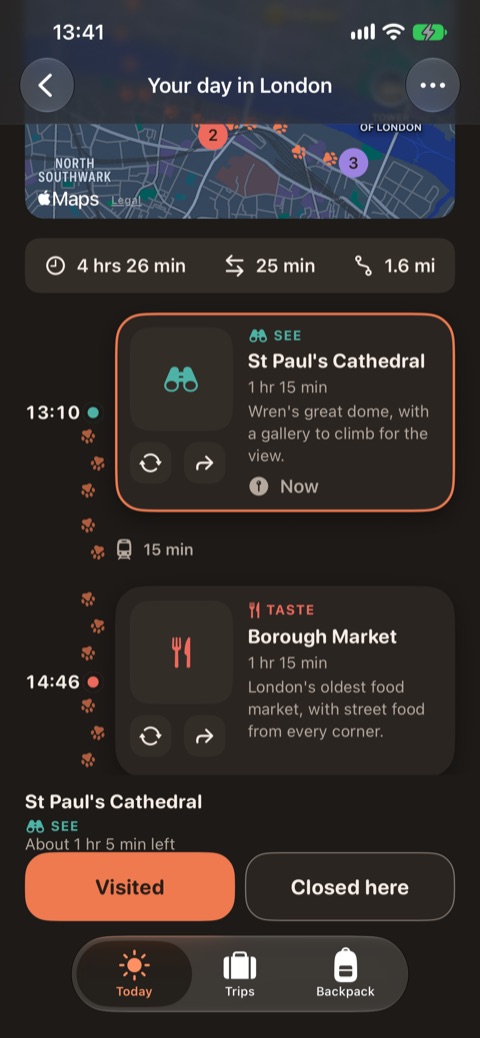 13:41
Your day in London
2
3
OF LONDON
NORTH
SOUTHWARK
Maps
Legal
4 hrs 26 min
25 min
1.6 mi
SEE
St Paul's Cathedral
1 hr 15 min
Wren's great dome, with
a gallery to climb for the
view.
Now
13:10
15 min
TASTE
Borough Market
1 hr 15 min
London's oldest food
market, with street food
from every corner.
14:46
St Paul's Cathedral
SEE
About 1 hr 5 min left
Visited
Closed here
Today
Trips
Backpack